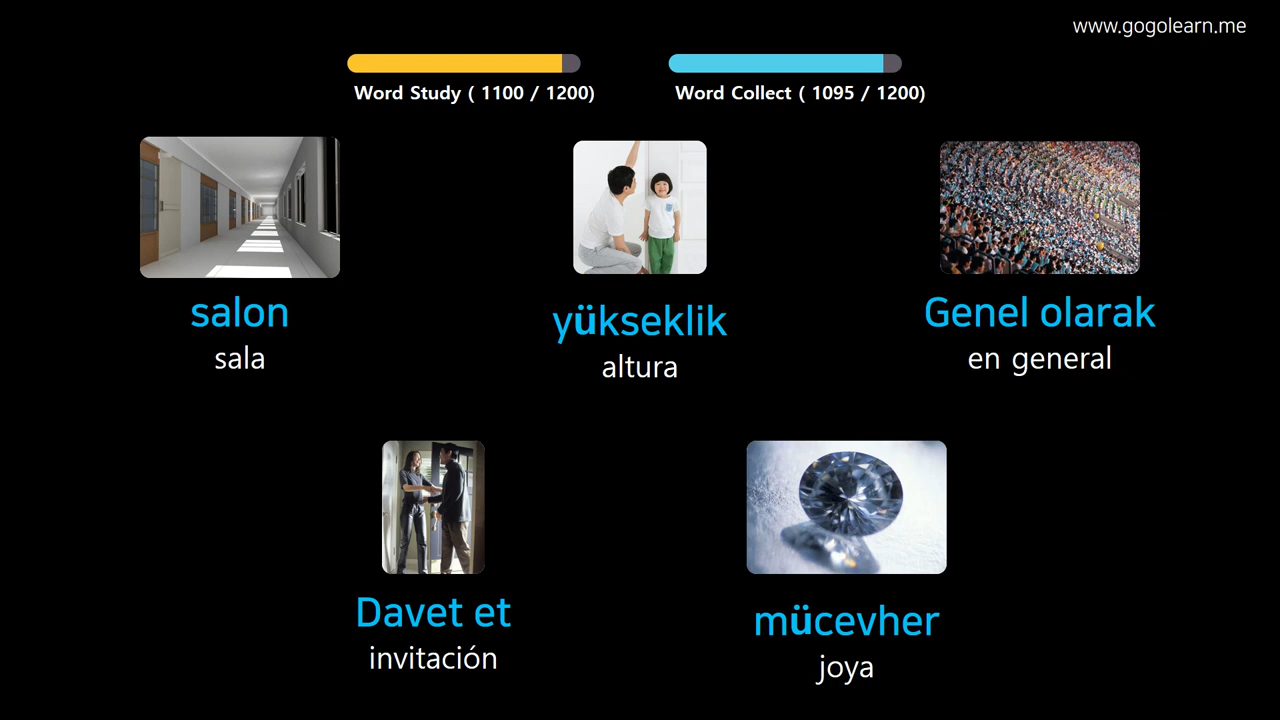 www.gogolearn.me
Word Study ( 1100 / 1200)
Word Collect ( 1095 / 1200)
salon
sala
yükseklik
altura
Genel olarak
en general
Davet et
invitación
mücevher
joya